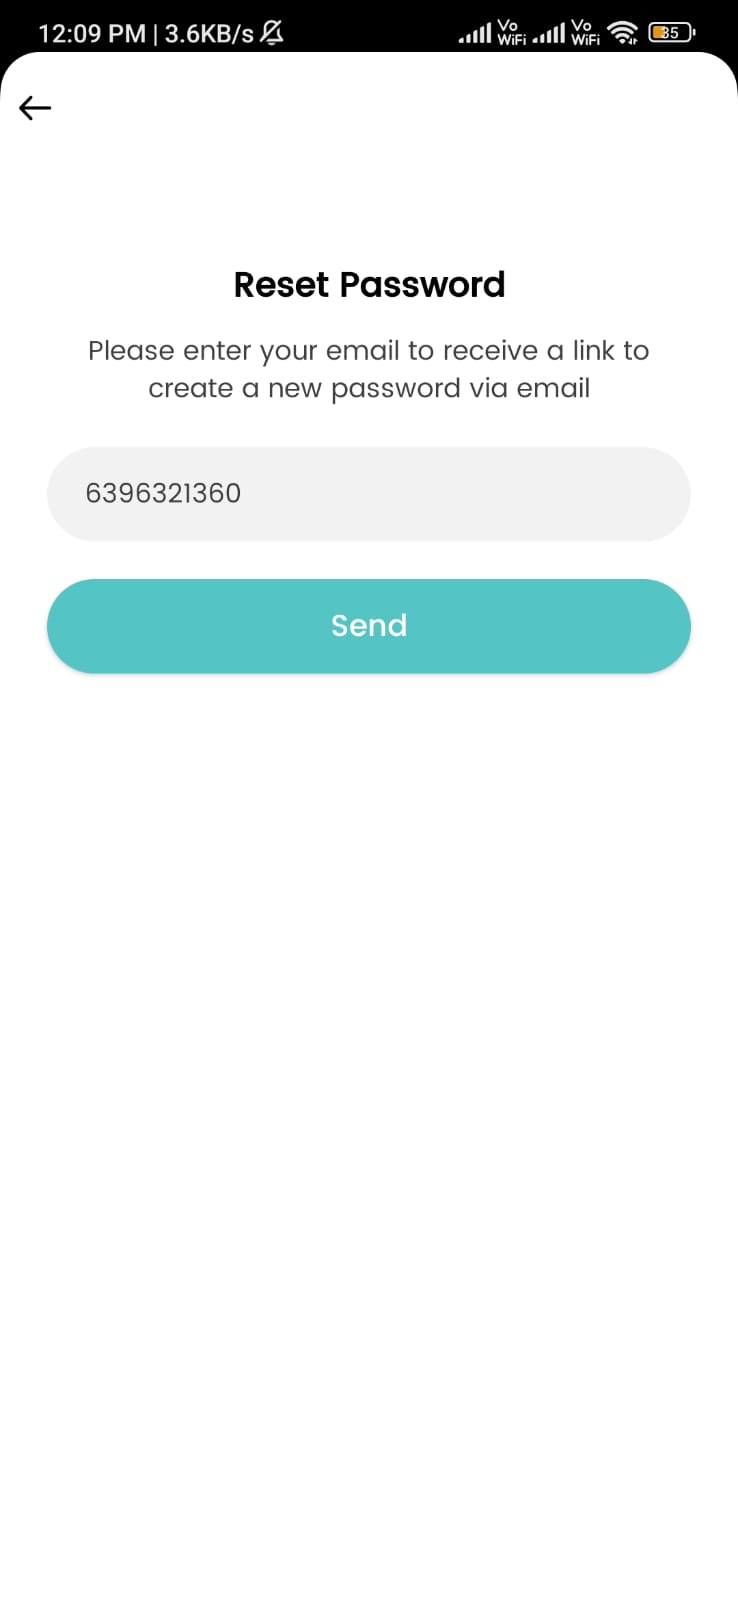 12:09 PM | 3.6KB/s Vo WiFi Vo WiFi 35
Reset Password
Please enter your email to receive a link to
create a new password via email
6396321360
Send